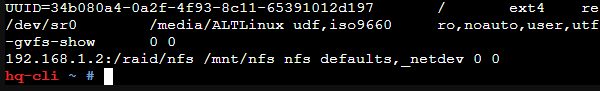 UUID=34b080a4-0a2f-4f93-8c11-65391012d197 / ext4 re
/dev/sr0 /media/ALTLinux udf,iso9660 ro,noauto,user,utf
-gvfs-show 0 0
192.168.1.2:/raid/nfs /mnt/nfs nfs defaults,_netdev 0 0
hq-cli ~ #